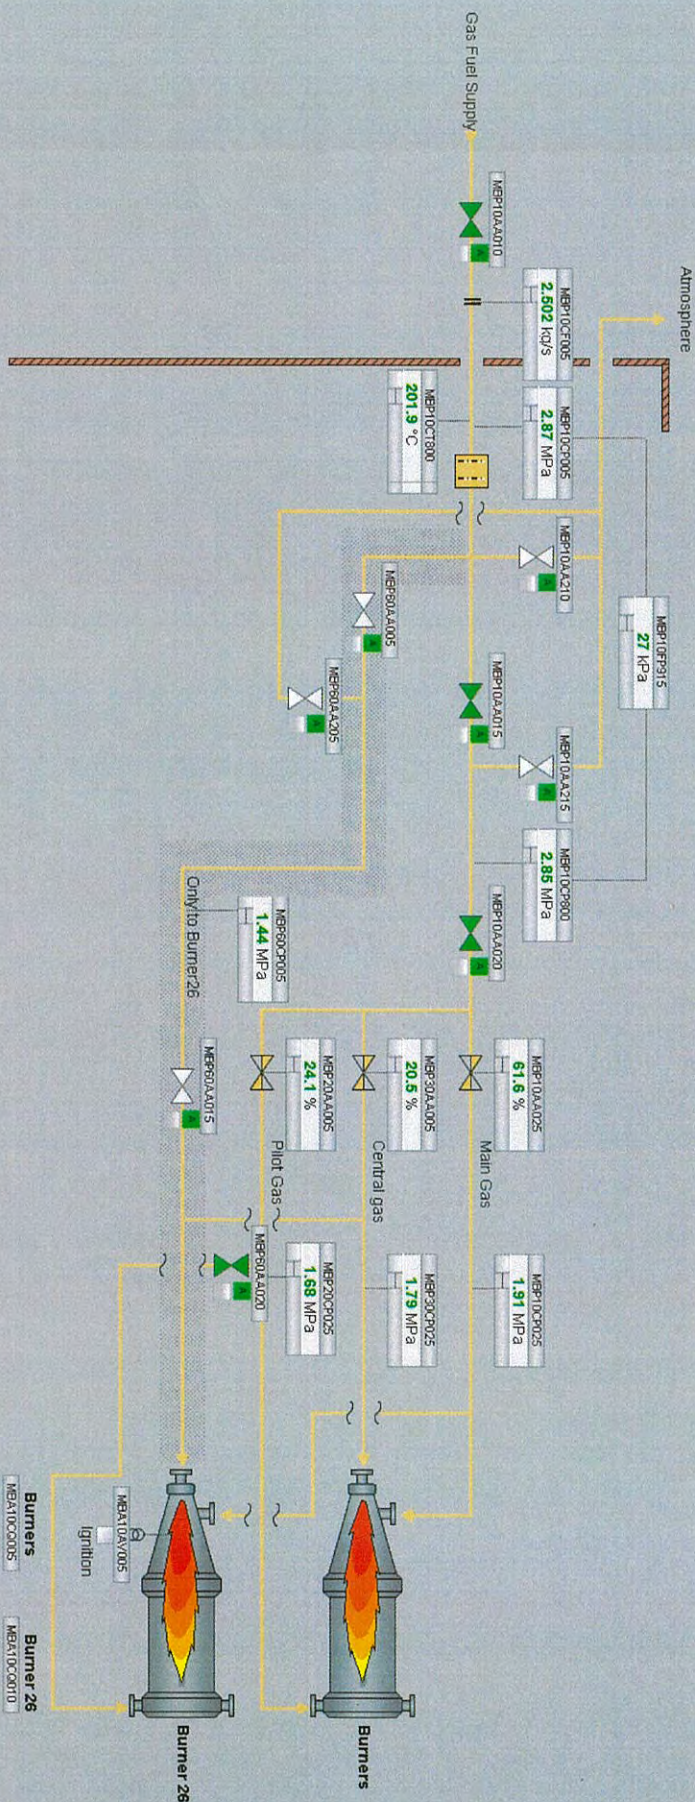 Gas Fuel Supply
MBP10AA010
A
MBP10CF005
2.502 kg/s
Atmosphere
MBP10CT800
201.9 °C
MBP10CP005
2.87 MPa
MBP10AA210
A
MBP10FP915
27 kPa
MBP60AA005
A
MBP60AA205
A
MBP10AA015
A
MBP10AA215
A
MBP10CP800
2.85 MPa
MBP10AA020
A
Only to Burner26
MBP60CP005
1.44 MPa
MBP60AA015
A
MBP10AA025
61.6 %
Main Gas
MBP30AA005
20.5 %
Central gas
MBP20AA005
24.1 %
Pilot Gas
MBP10CP025
1.91 MPa
MBP30CP025
1.79 MPa
MBP20CP025
1.68 MPa
MBP60AA020
A
MBA10AV005
Ignition
Burners
Burner 26
Burners
MBA10CQ005
Burner 26
MBA10CQ010